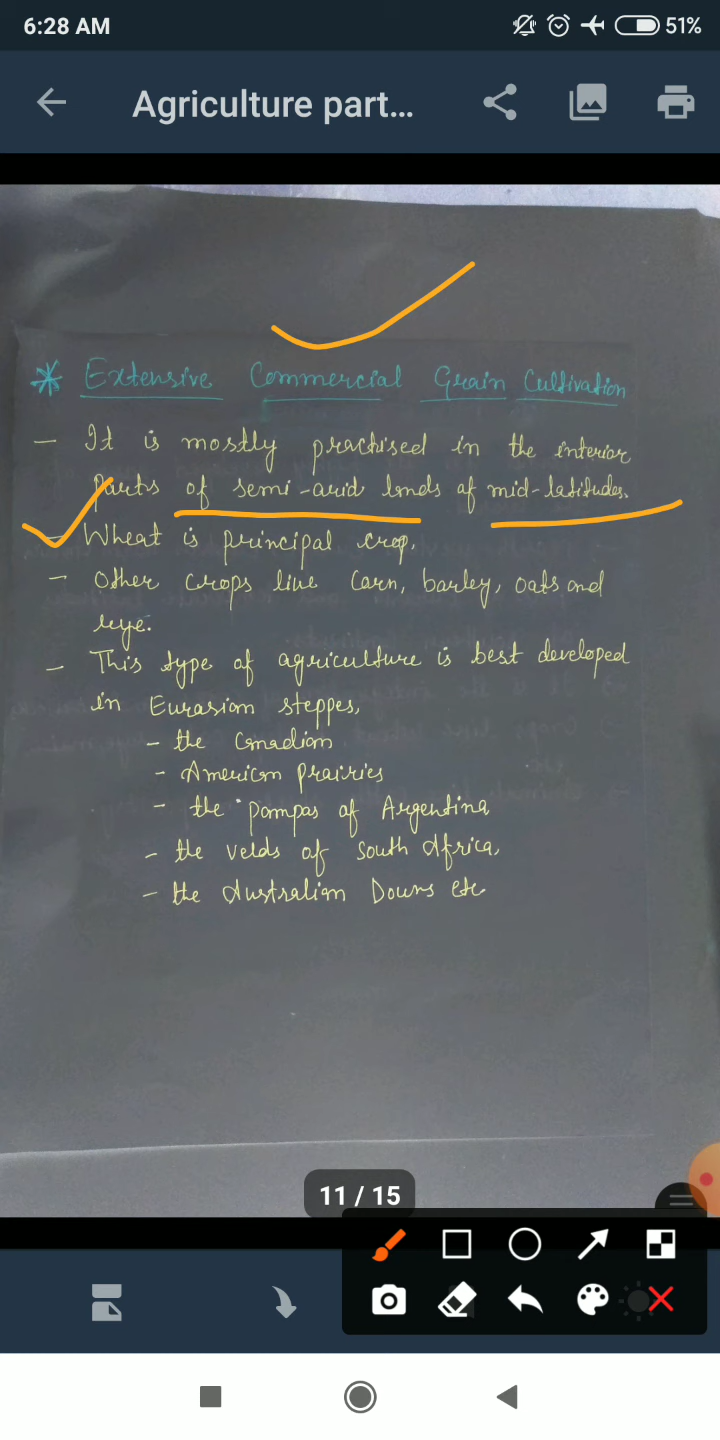 6:28 AM
51%
Agriculture part...
* Extensive Commercial Grain Cultivation
- It is mostly practised in the interior
parts of semi-arid lands of mid-latitudes.
- Wheat is principal crop.
- Other crops like Corn, barley, oats and
rye.
- This type of agriculture is best developed
in Eurasian steppes,
- the Canadian
- American prairies
- the pampas of Argentina
- the velds of South Africa,
- the Australian Downs etc
11 / 15